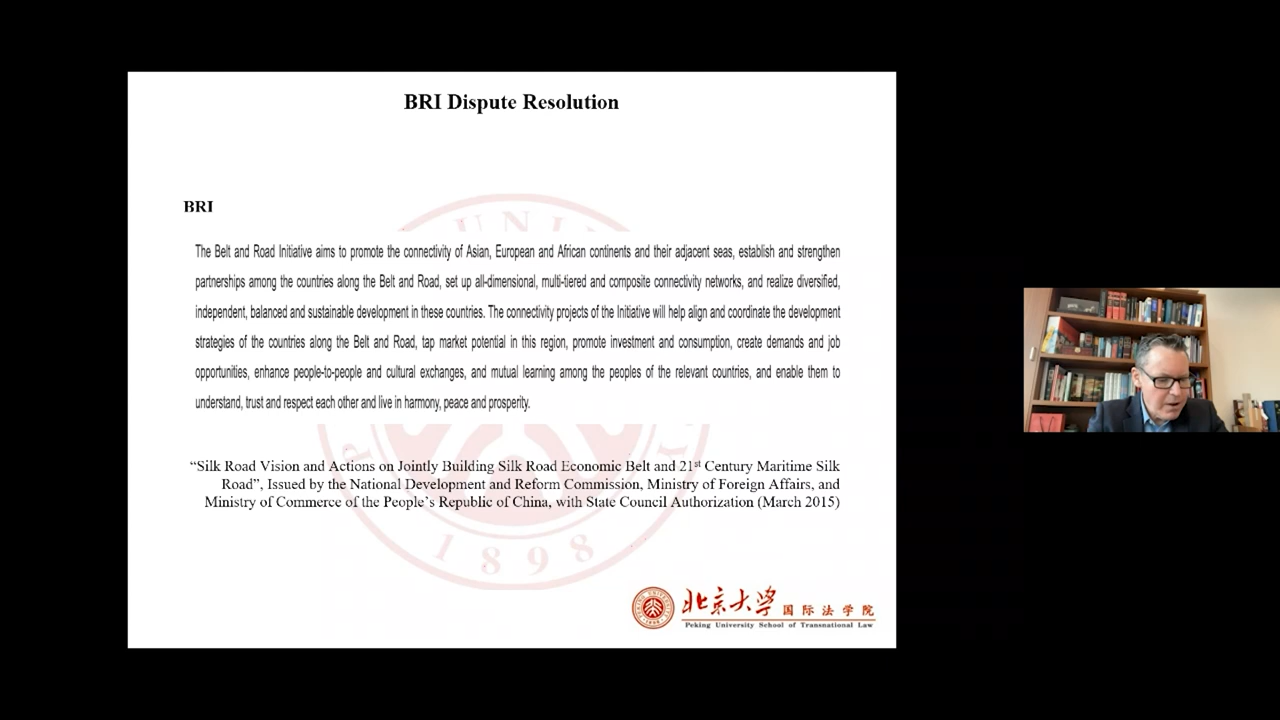 BRI Dispute Resolution
BRI
The Belt and Road Initiative aims to promote the connectivity of Asian, European and African continents and their adjacent seas, establish and strengthen
partnerships among the countries along the Belt and Road, set up all-dimensional, multi-tiered and composite connectivity networks, and realize diversified,
independent, balanced and sustainable development in these countries. The connectivity projects of the Initiative will help align and coordinate the development
strategies of the countries along the Belt and Road, tap market potential in this region, promote investment and consumption, create demands and job
opportunities, enhance people-to-people and cultural exchanges, and mutual learning among the peoples of the relevant countries, and enable them to
understand, trust and respect each other and live in harmony, peace and prosperity.
“Silk Road Vision and Actions on Jointly Building Silk Road Economic Belt and 21st Century Maritime Silk
Road”, Issued by the National Development and Reform Commission, Ministry of Foreign Affairs, and
Ministry of Commerce of the People’s Republic of China, with State Council Authorization (March 2015)
1898
北京大学 国际法学院
Peking University School of Transnational Law